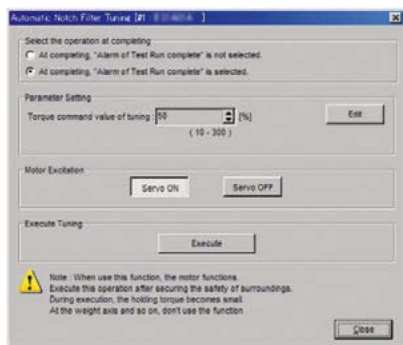 Automatic Notch Filter Tuning [#1 : ]
Select the operation at completing
At completing, "Alarm of Test Run complete" is not selected.
At completing, "Alarm of Test Run complete" is selected.
Parameter Setting
Torque command value of tuning : 50 [%] Edit
( 10 - 300 )
Motor Excitation
Servo ON Servo OFF
Execute Tuning
Execute
Note : When use this function, the motor functions.
Execute this operation after securing the safety of surroundings.
During execution, the holding torque becomes small.
At the weight axis and so on, don't use the function
Close